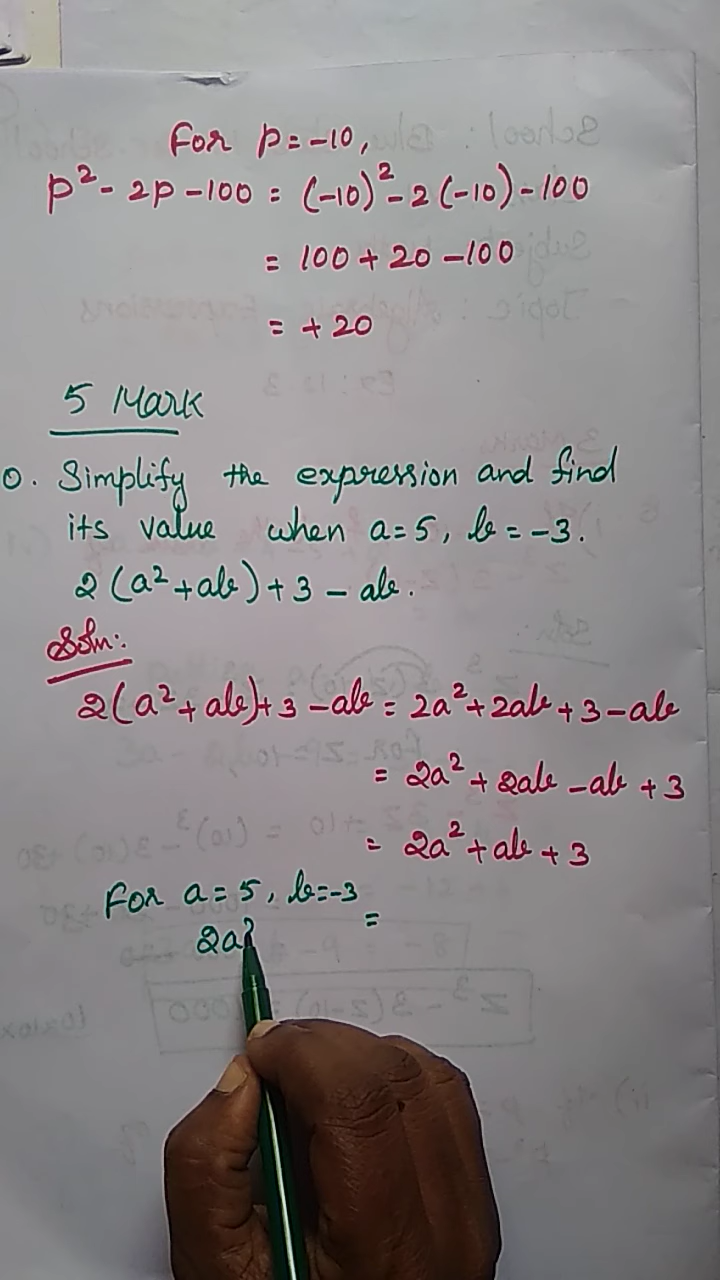 For p=-10,
p²- 2p -100 = (-10)²-2 (-10) - 100
= 100 + 20 -100
= +20
5 Mark
0. Simplify the expression and find
its value when a=5, b=-3.
2(a²+ab)+3 - ab.
Soln:
2(a²+ab)+3 -ab = 2a²+2ab+3-ab
= 2a²+2ab -ab +3
= 2a²+ab+3
For a=5, b=-3
2a² =